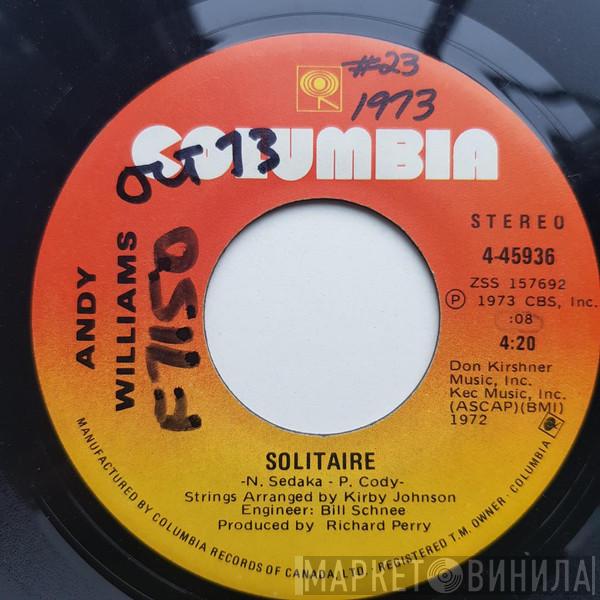 #23
1973
COLUMBIA
OCT 73
F7150
ANDY
WILLIAMS
STEREO
4-45936
ZSS 157692
Ⓟ 1973 CBS, Inc.
:08
4:20
Don Kirshner
Music, Inc.
Kec Music, Inc.
(ASCAP)(BMI)
1972
SOLITAIRE
-N. Sedaka - P. Cody-
Strings Arranged by Kirby Johnson
Engineer: Bill Schnee
Produced by Richard Perry
MANUFACTURED BY COLUMBIA RECORDS OF CANADA, LTD.-REGISTERED T.M. OWNER-COLUMBIA
МАРКЕТ ВИНИЛА